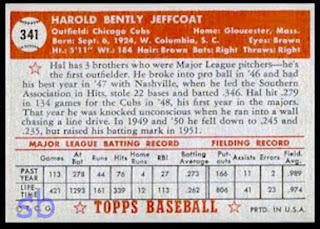 341
HAROLD BENTLY JEFFCOAT
Outfield: Chicago Cubs Home: Gloucester, Mass.
Born: Sept. 6, 1924, W. Columbia, S. C. Eyes: Brown
Ht.: 5'11" Wt.: 184 Hair: Brown Bats: Right Throws: Right
Hal has 3 brothers who were Major League pitchers—he's
the first outfielder. He broke into pro ball in '46 and had
his best year in '47 with Nashville, when he led the Southern
Association in Hits, stole 22 bases and batted .346. Hal hit .279
in 134 games for the Cubs in '48, his first year in the majors.
That year he was knocked unconscious when he ran into a wall
chasing a line drive. In 1949 and '50 he fell down to .245 and
.235, but raised his batting mark in 1951.
MAJOR LEAGUE BATTING RECORD FIELDING RECORD
Games At Bat Runs Hits Home Runs RBI Batting Average Put-outs Assists Errors Field. Avg.
PAST YEAR 113 278 44 76 4 27 .273 166 8 2 .989
LIFE-TIME 421 1293 161 339 12 113 .262 806 41 23 .974
T. C. G. TOPPS BASEBALL PRTD. IN U.S.A.
sb